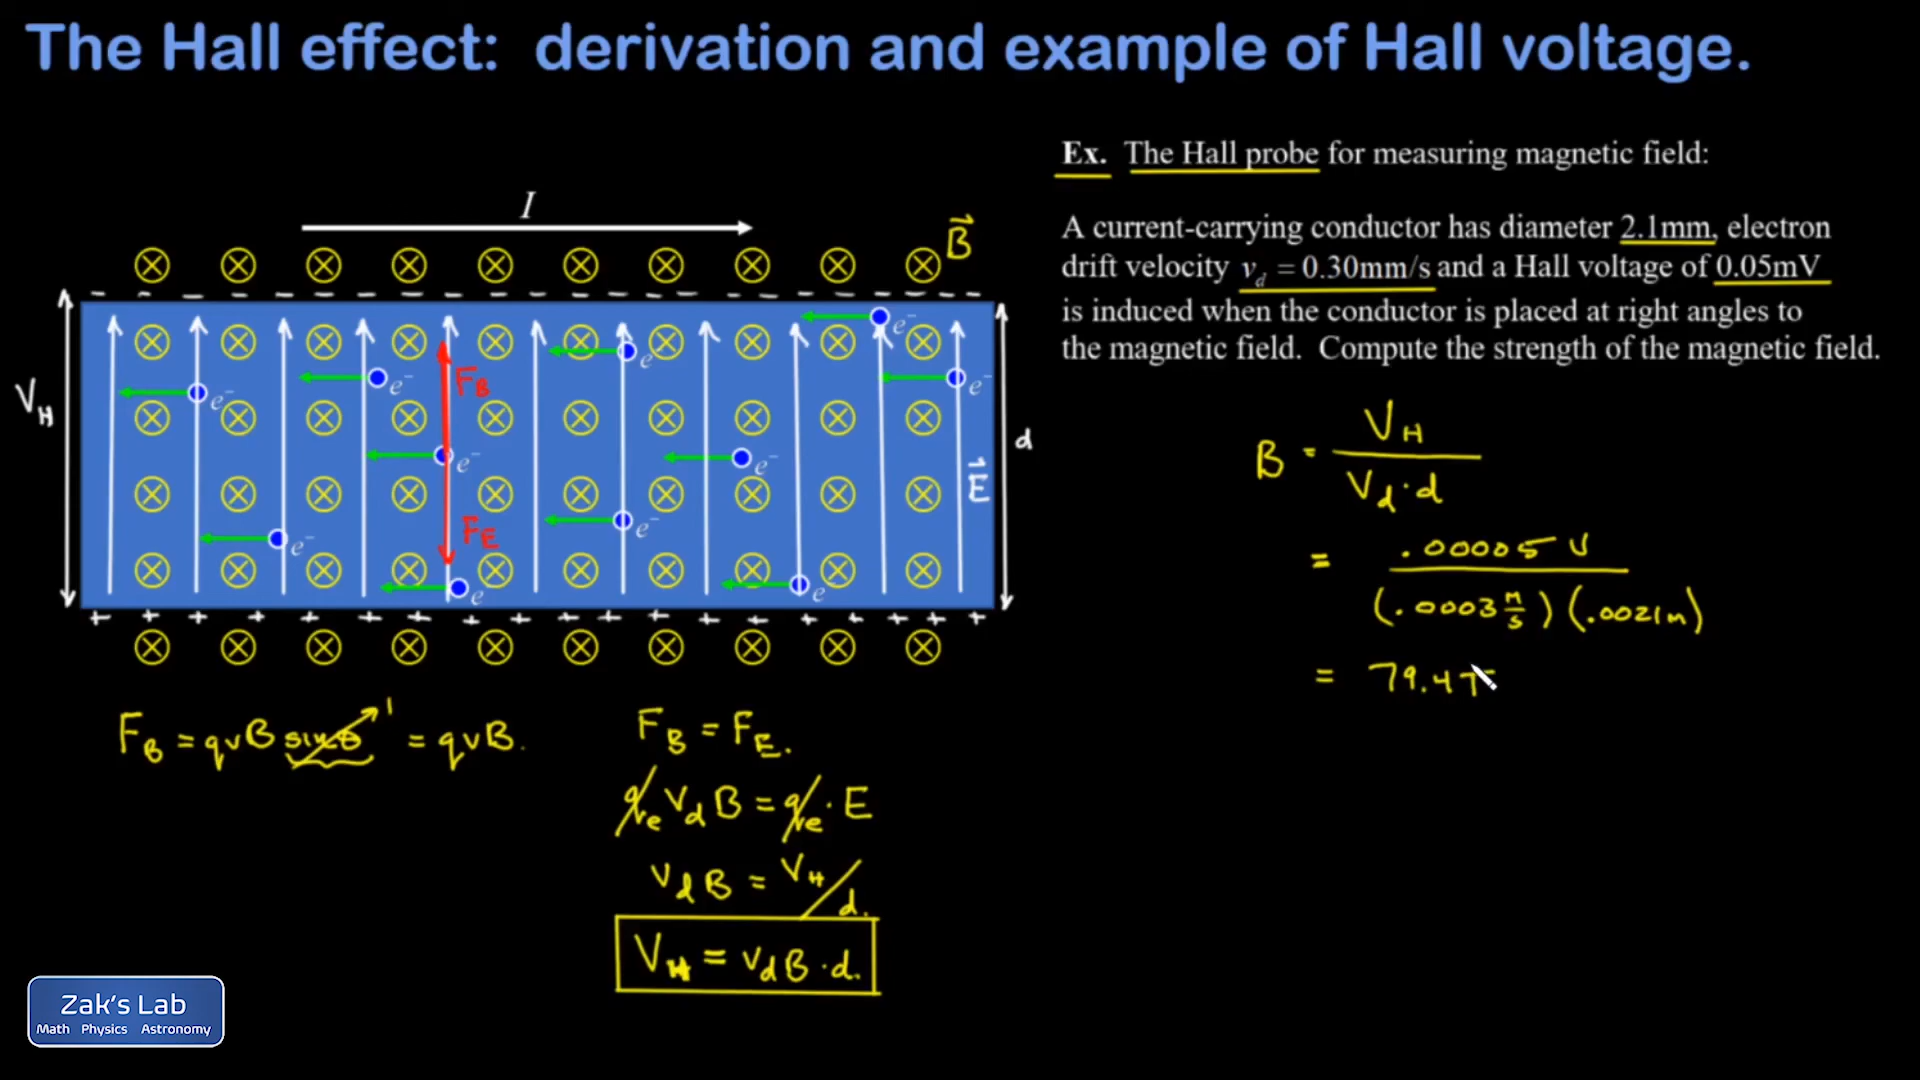 The Hall effect: derivation and example of Hall voltage.
Ex. The Hall probe for measuring magnetic field:
A current-carrying conductor has diameter 2.1mm, electron
drift velocity v_d = 0.30mm/s and a Hall voltage of 0.05mV
is induced when the conductor is placed at right angles to
the magnetic field. Compute the strength of the magnetic field.
I
B⃗
V_H
d
E⃗
F_B
F_E
e⁻ e⁻ e e⁻ e⁻
e⁻ e⁻
e⁻ e⁻
e e
B = V_H / V_d · d
= .00005 V / (.0003 m/s) (.0021m)
= 79.4T
F_B = qvB sinθ 1 = qvB.
F_B = F_E.
q_e V_d B = q_e · E
V_d B = V_H / d.
V_H = V_d B · d.
Zak's Lab
Math Physics Astronomy